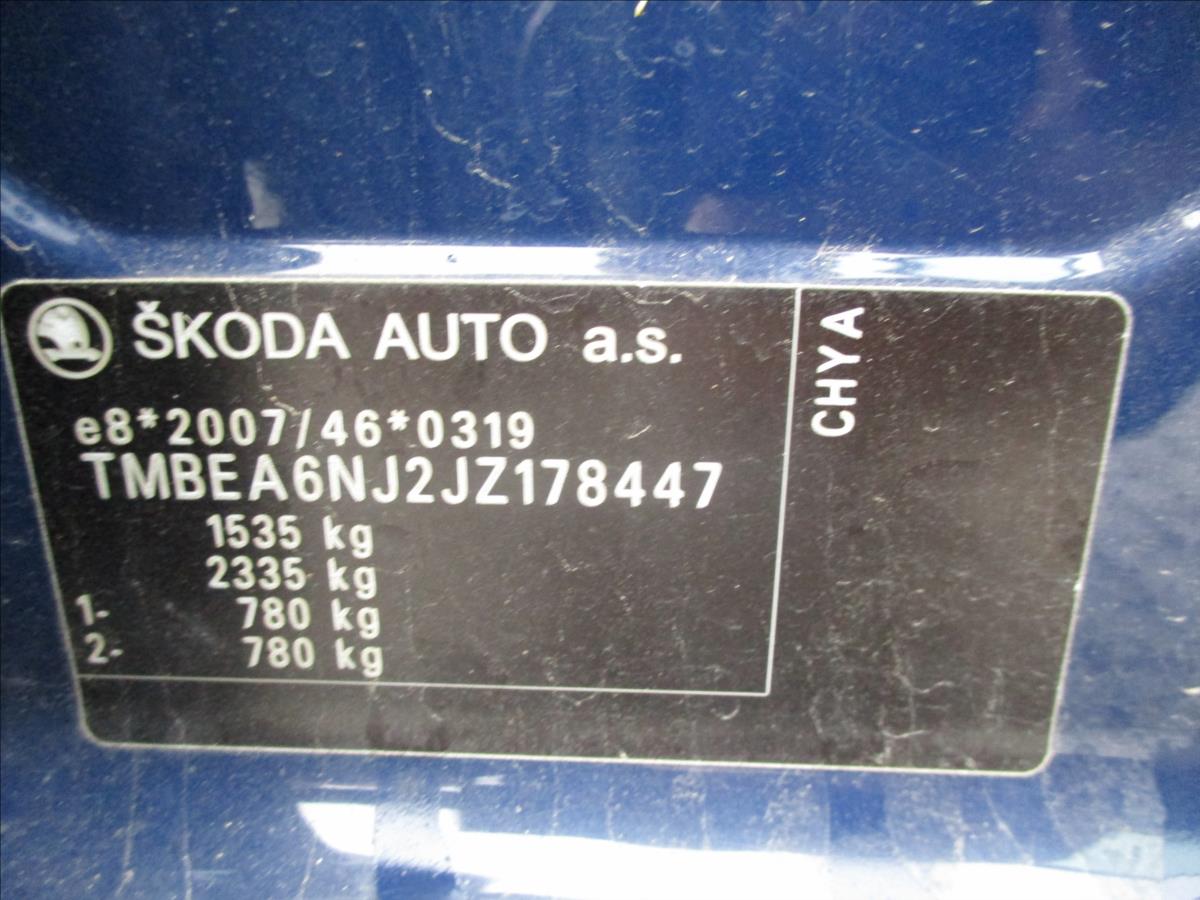 ŠKODA AUTO a.s.
e8*2007/46*0319
TMBEA6NJ2JZ178447
1535 kg
2335 kg
1- 780 kg
2- 780 kg
CHYA